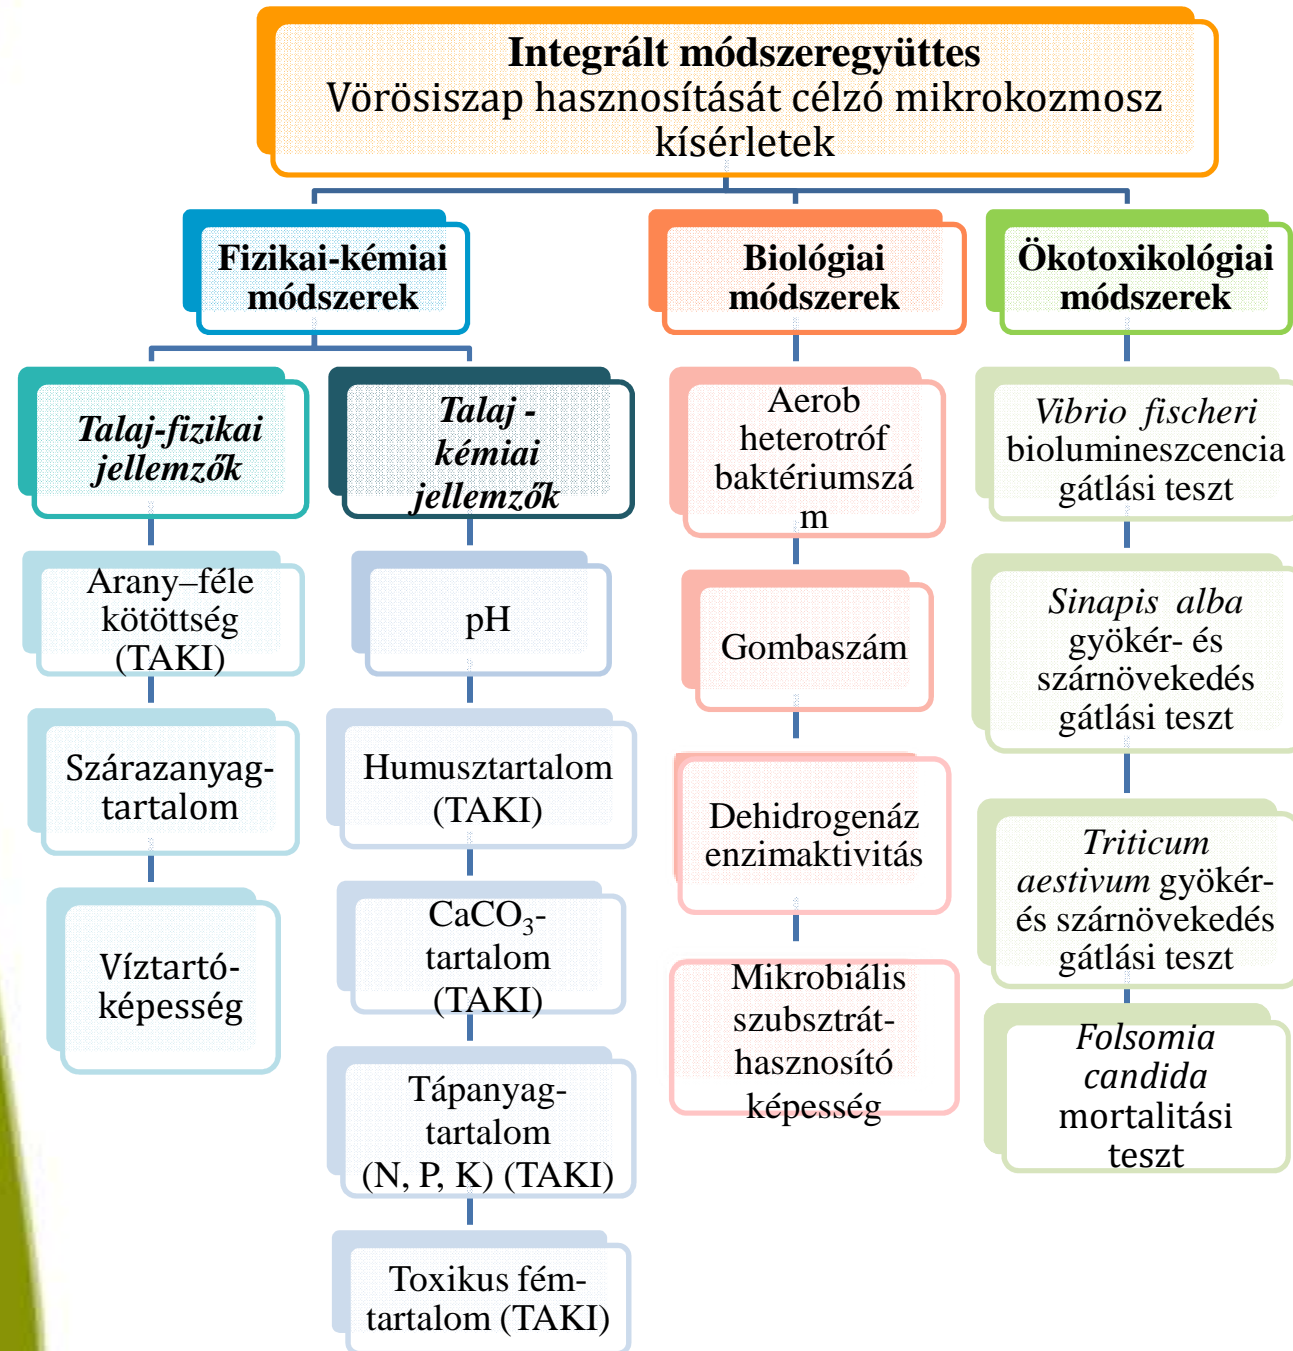 Integrált módszeregyüttes
Vörösiszap hasznosítását célzó mikrokozmosz
kísérletek
Fizikai-kémiai
módszerek
Talaj-fizikai
jellemzők
Arany–féle
kötöttség
(TAKI)
Szárazanyag-
tartalom
Víztartó-
képesség
Talaj -
kémiai
jellemzők
pH
Humusztartalom
(TAKI)
CaCO₃-
tartalom
(TAKI)
Tápanyag-
tartalom
(N, P, K) (TAKI)
Toxikus fém-
tartalom (TAKI)
Biológiai
módszerek
Aerob
heterotróf
baktériumszá
m
Gombaszám
Dehidrogenáz
enzimaktivitás
Mikrobiális
szubsztrát-
hasznosító
képesség
Ökotoxikológiai
módszerek
Vibrio fischeri
biolumineszcencia
gátlási teszt
Sinapis alba
gyökér- és
szárnövekedés
gátlási teszt
Triticum
aestivum gyökér-
és szárnövekedés
gátlási teszt
Folsomia
candida
mortalitási
teszt